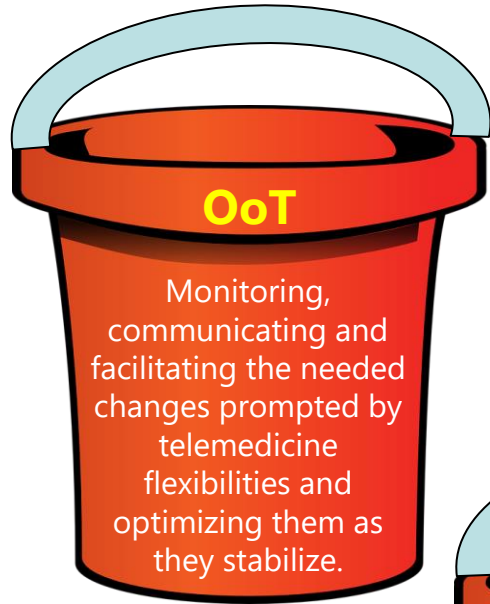 OoT
Monitoring,
communicating and
facilitating the needed
changes prompted by
telemedicine
flexibilities and
optimizing them as
they stabilize.